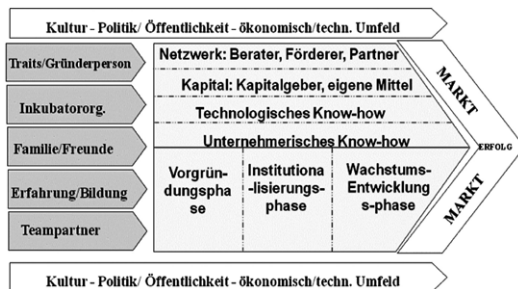 Kultur - Politik/ Öffentlichkeit - ökonomisch/techn. Umfeld
Traits/Gründerperson
Inkubatororg.
Familie/Freunde
Erfahrung/Bildung
Teampartner
Netzwerk: Berater, Förderer, Partner
Kapital: Kapitalgeber, eigene Mittel
Technologisches Know-how
Unternehmerisches Know-how
Vorgrün-
dungspha
se
Institutiona
-lisierungs-
phase
Wachstums-
Entwicklung
s-phase
MARKT
ERFOLG
MARKT
Kultur - Politik/ Öffentlichkeit - ökonomisch/techn. Umfeld